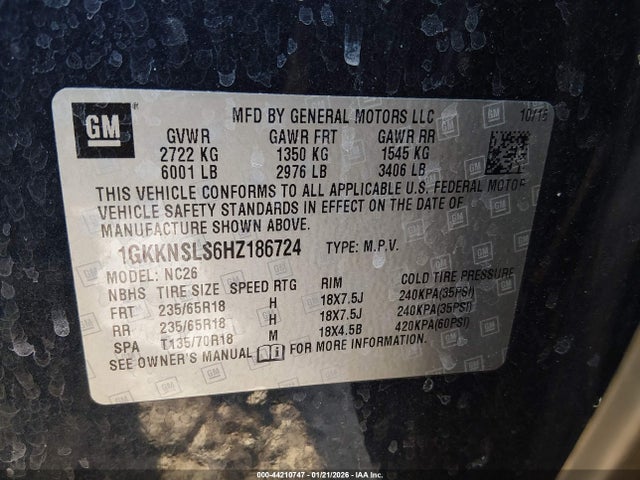 GM
MFD BY GENERAL MOTORS LLC 10/16
GVWR GAWR FRT GAWR RR
2722 KG 1350 KG 1545 KG
6001 LB 2976 LB 3406 LB
THIS VEHICLE CONFORMS TO ALL APPLICABLE U.S. FEDERAL MOTOR
VEHICLE SAFETY STANDARDS IN EFFECT ON THE DATE OF
MANUFACTURE SHOWN ABOVE.
1GKKNSLS6HZ186724 TYPE: M.P.V.
MODEL: NC26
NBHS TIRE SIZE SPEED RTG RIM COLD TIRE PRESSURE
FRT 235/65R18 H 18X7.5J 240KPA(35PSI)
RR 235/65R18 H 18X7.5J 240KPA(35PSI)
SPA T135/70R18 M 18X4.5B 420KPA(60PSI)
SEE OWNER'S MANUAL FOR MORE INFORMATION.
000-44210747 - 01/21/2026 - IAA Inc.